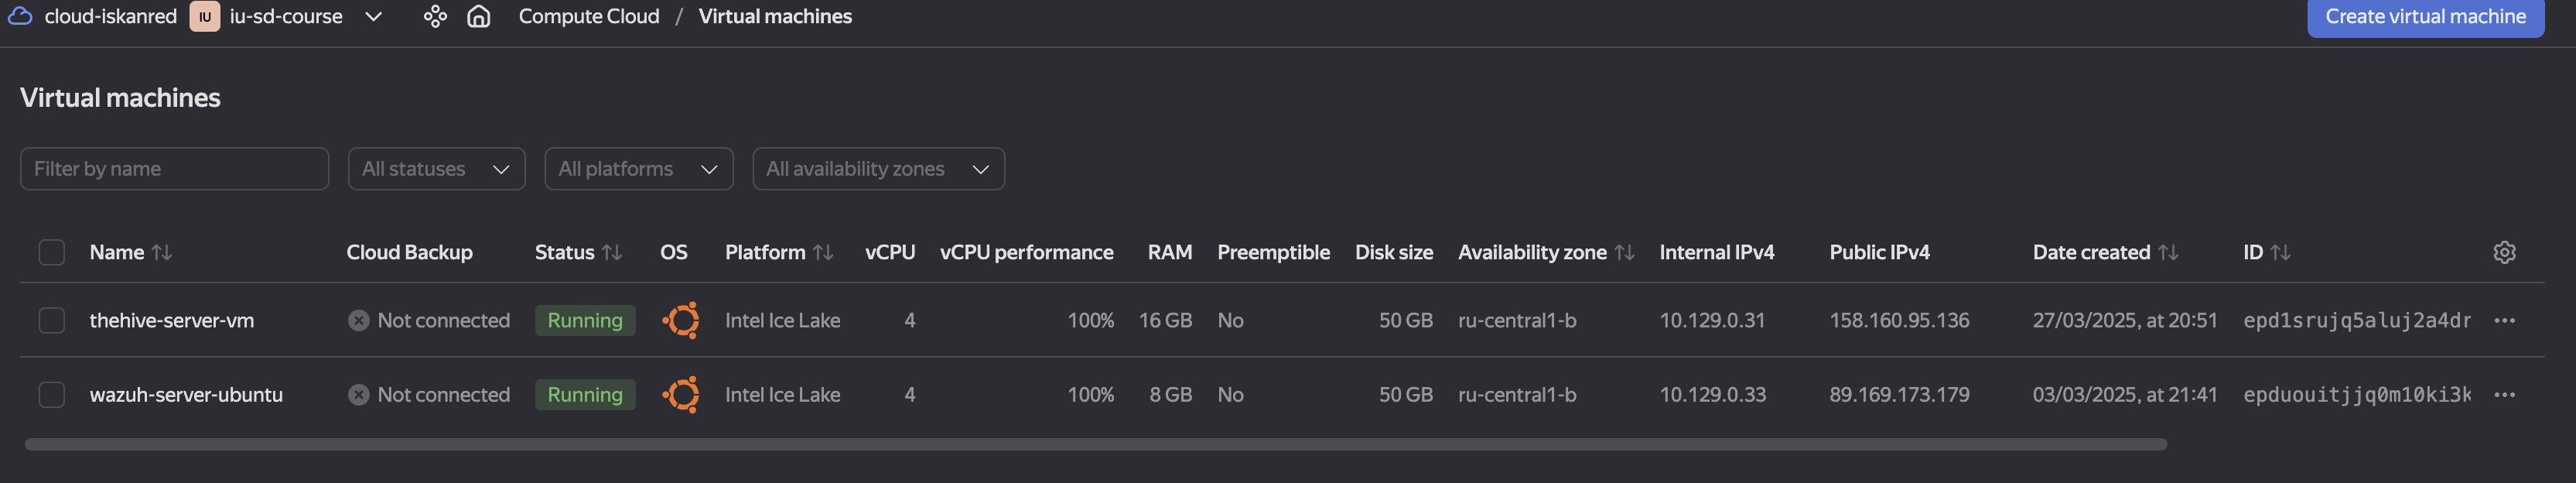 cloud-iskanred IU iu-sd-course Compute Cloud / Virtual machines Create virtual machine
Virtual machines
Filter by name All statuses All platforms All availability zones
Name Cloud Backup Status OS Platform vCPU vCPU performance RAM Preemptible Disk size Availability zone Internal IPv4 Public IPv4 Date created ID
thehive-server-vm Not connected Running Intel Ice Lake 4 100% 16 GB No 50 GB ru-central1-b 10.129.0.31 158.160.95.136 27/03/2025, at 20:51 epd1srujq5aluj2a4dr
wazuh-server-ubuntu Not connected Running Intel Ice Lake 4 100% 8 GB No 50 GB ru-central1-b 10.129.0.33 89.169.173.179 03/03/2025, at 21:41 epduouitjjq0m10ki3k